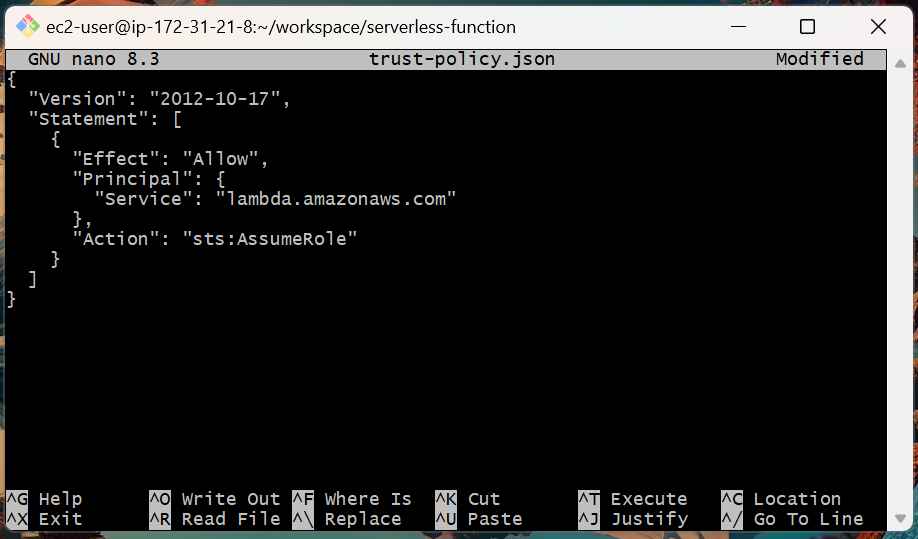 ec2-user@ip-172-31-21-8:~/workspace/serverless-function
GNU nano 8.3 trust-policy.json Modified
{
  "Version": "2012-10-17",
  "Statement": [
    {
      "Effect": "Allow",
      "Principal": {
        "Service": "lambda.amazonaws.com"
      },
      "Action": "sts:AssumeRole"
    }
  ]
}
^G Help ^O Write Out ^F Where Is ^K Cut ^T Execute ^C Location
^X Exit ^R Read File ^\ Replace ^U Paste ^J Justify ^/ Go To Line